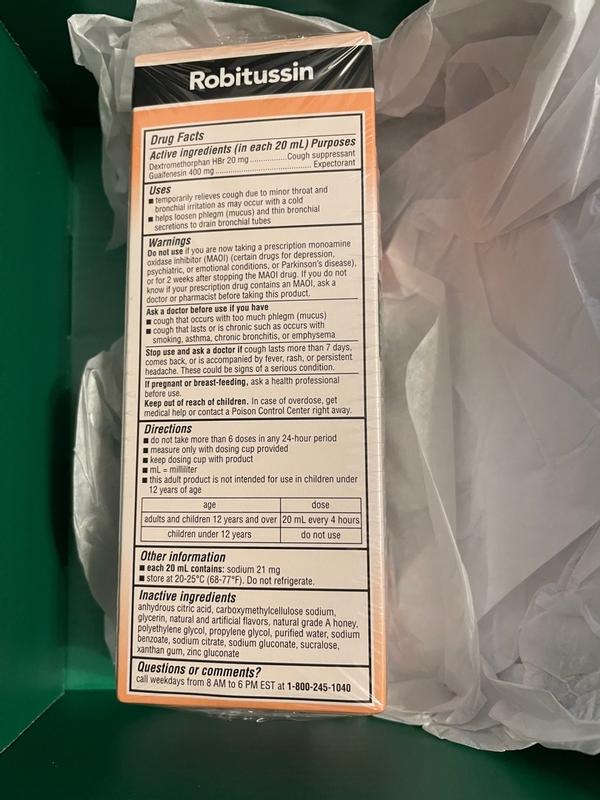 Robitussin
Drug Facts
Active ingredients (in each 20 mL) Purposes
Dextromethorphan HBr 20 mg ...............Cough suppressant
Guaifenesin 400 mg ....................................... Expectorant
Uses
■ temporarily relieves cough due to minor throat and
bronchial irritation as may occur with a cold
■ helps loosen phlegm (mucus) and thin bronchial
secretions to drain bronchial tubes
Warnings
Do not use if you are now taking a prescription monoamine
oxidase inhibitor (MAOI) (certain drugs for depression,
psychiatric, or emotional conditions, or Parkinson's disease),
or for 2 weeks after stopping the MAOI drug. If you do not
know if your prescription drug contains an MAOI, ask a
doctor or pharmacist before taking this product.
Ask a doctor before use if you have
■ cough that occurs with too much phlegm (mucus)
■ cough that lasts or is chronic such as occurs with
smoking, asthma, chronic bronchitis, or emphysema
Stop use and ask a doctor if cough lasts more than 7 days,
comes back, or is accompanied by fever, rash, or persistent
headache. These could be signs of a serious condition.
If pregnant or breast-feeding, ask a health professional
before use.
Keep out of reach of children. In case of overdose, get
medical help or contact a Poison Control Center right away.
Directions
■ do not take more than 6 doses in any 24-hour period
■ measure only with dosing cup provided
■ keep dosing cup with product
■ mL = milliliter
■ this adult product is not intended for use in children under
12 years of age
age dose
adults and children 12 years and over 20 mL every 4 hours
children under 12 years do not use
Other information
■ each 20 mL contains: sodium 21 mg
■ store at 20-25°C (68-77°F). Do not refrigerate.
Inactive ingredients
anhydrous citric acid, carboxymethylcellulose sodium,
glycerin, natural and artificial flavors, natural grade A honey,
polyethylene glycol, propylene glycol, purified water, sodium
benzoate, sodium citrate, sodium gluconate, sucralose,
xanthan gum, zinc gluconate
Questions or comments?
call weekdays from 8 AM to 6 PM EST at 1-800-245-1040